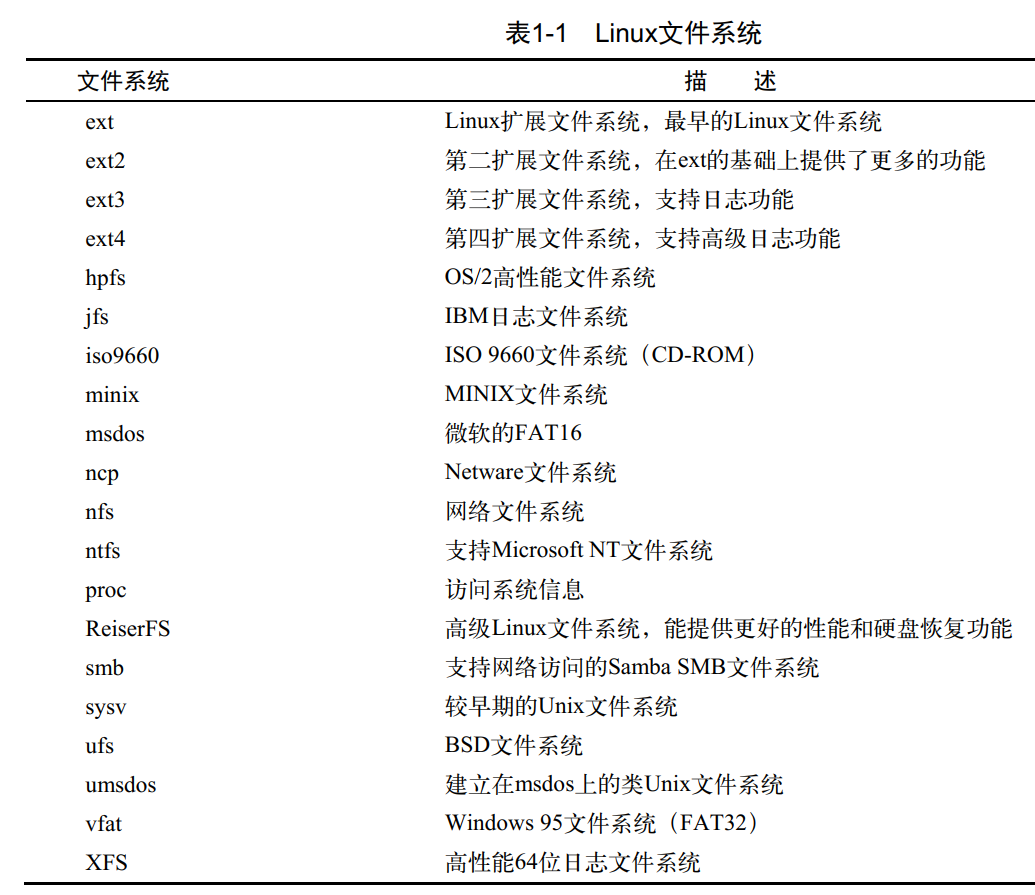 表1-1 Linux文件系统
文件系统 描 述
ext Linux扩展文件系统，最早的Linux文件系统
ext2 第二扩展文件系统，在ext的基础上提供了更多的功能
ext3 第三扩展文件系统，支持日志功能
ext4 第四扩展文件系统，支持高级日志功能
hpfs OS/2高性能文件系统
jfs IBM日志文件系统
iso9660 ISO 9660文件系统（CD-ROM）
minix MINIX文件系统
msdos 微软的FAT16
ncp Netware文件系统
nfs 网络文件系统
ntfs 支持Microsoft NT文件系统
proc 访问系统信息
ReiserFS 高级Linux文件系统，能提供更好的性能和硬盘恢复功能
smb 支持网络访问的Samba SMB文件系统
sysv 较早期的Unix文件系统
ufs BSD文件系统
umsdos 建立在msdos上的类Unix文件系统
vfat Windows 95文件系统（FAT32）
XFS 高性能64位日志文件系统